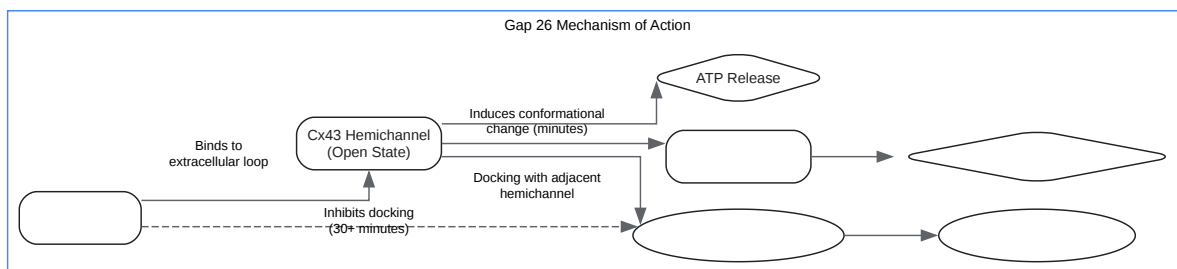 Gap 26 Mechanism of Action
ATP Release
Induces conformational
change (minutes)
Cx43 Hemichannel
(Open State)
Binds to
extracellular loop
Docking with adjacent
hemichannel
Inhibits docking
(30+ minutes)